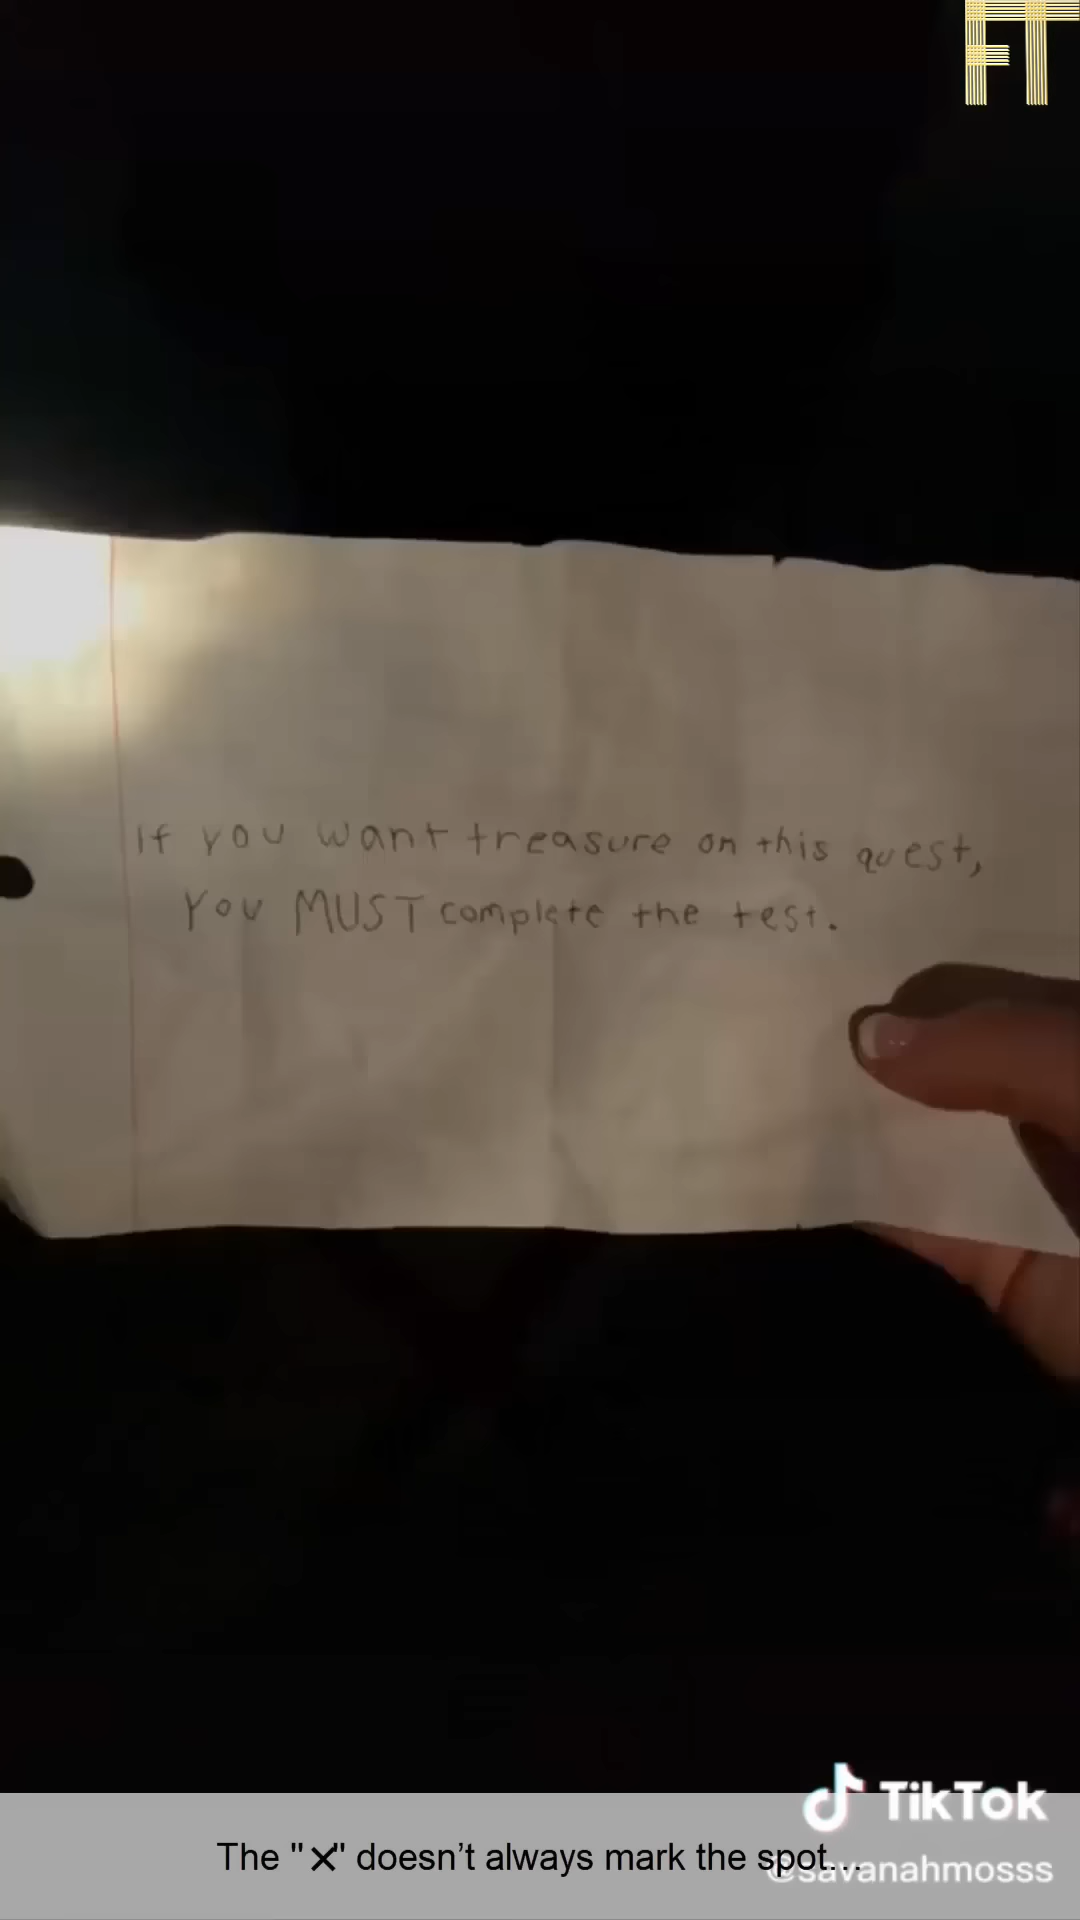 FT
If you want treasure on this quest,
You MUST complete the test.
TikTok
The "✕" doesn’t always mark the spot...
@savanahmosss